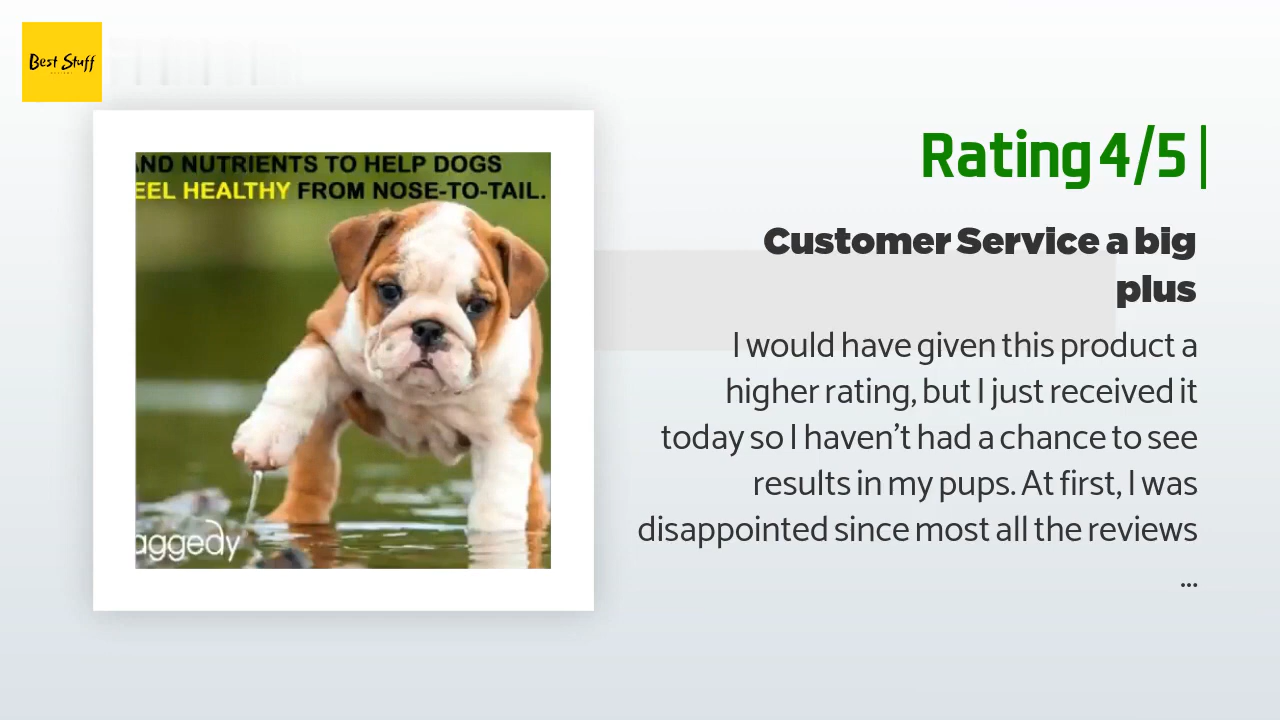 Best Stuff
AND NUTRIENTS TO HELP DOGS
EEL HEALTHY FROM NOSE-TO-TAIL.
aggedy
Rating 4/5 |
Customer Service a big
plus
I would have given this product a
higher rating, but I just received it
today so I haven't had a chance to see
results in my pups. At first, I was
disappointed since most all the reviews
...